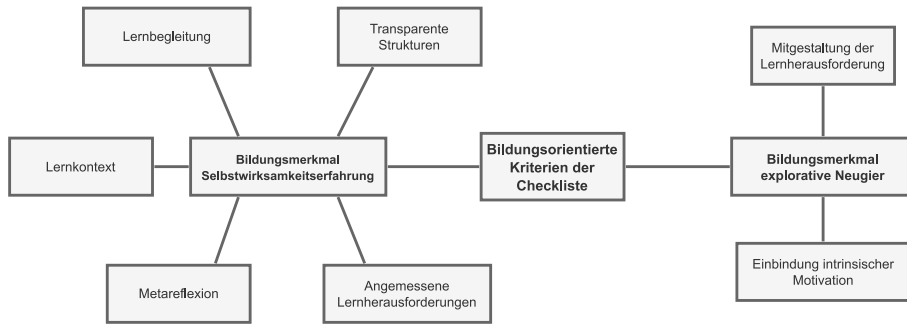 Lernbegleitung
Transparente
Strukturen
Mitgestaltung der
Lernherausforderung
Lernkontext
Bildungsmerkmal
Selbstwirksamkeitserfahrung
Bildungsorientierte
Kriterien der
Checkliste
Bildungsmerkmal
explorative Neugier
Metareflexion
Angemessene
Lernherausforderungen
Einbindung intrinsischer
Motivation